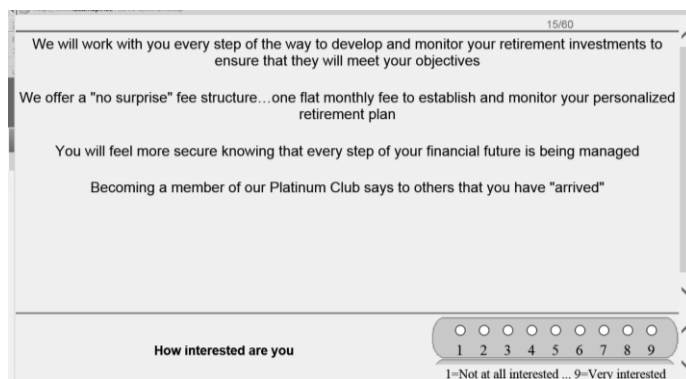 15/60
We will work with you every step of the way to develop and monitor your retirement investments to
ensure that they will meet your objectives
We offer a "no surprise" fee structure…one flat monthly fee to establish and monitor your personalized
retirement plan
You will feel more secure knowing that every step of your financial future is being managed
Becoming a member of our Platinum Club says to others that you have "arrived"
How interested are you
1 2 3 4 5 6 7 8 9
1=Not at all interested ... 9=Very interested